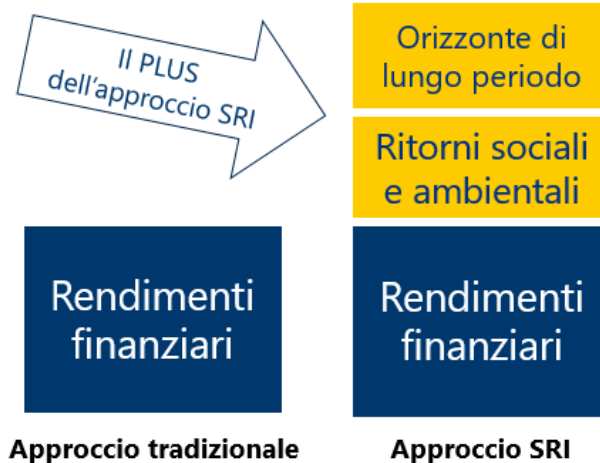 Il PLUS
dell'approccio SRI
Orizzonte di
lungo periodo
Ritorni sociali
e ambientali
Rendimenti
finanziari
Rendimenti
finanziari
Approccio tradizionale
Approccio SRI